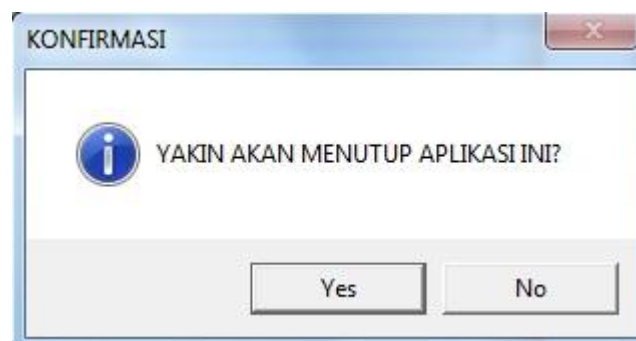 KONFIRMASI
YAKIN AKAN MENUTUP APLIKASI INI?
Yes No